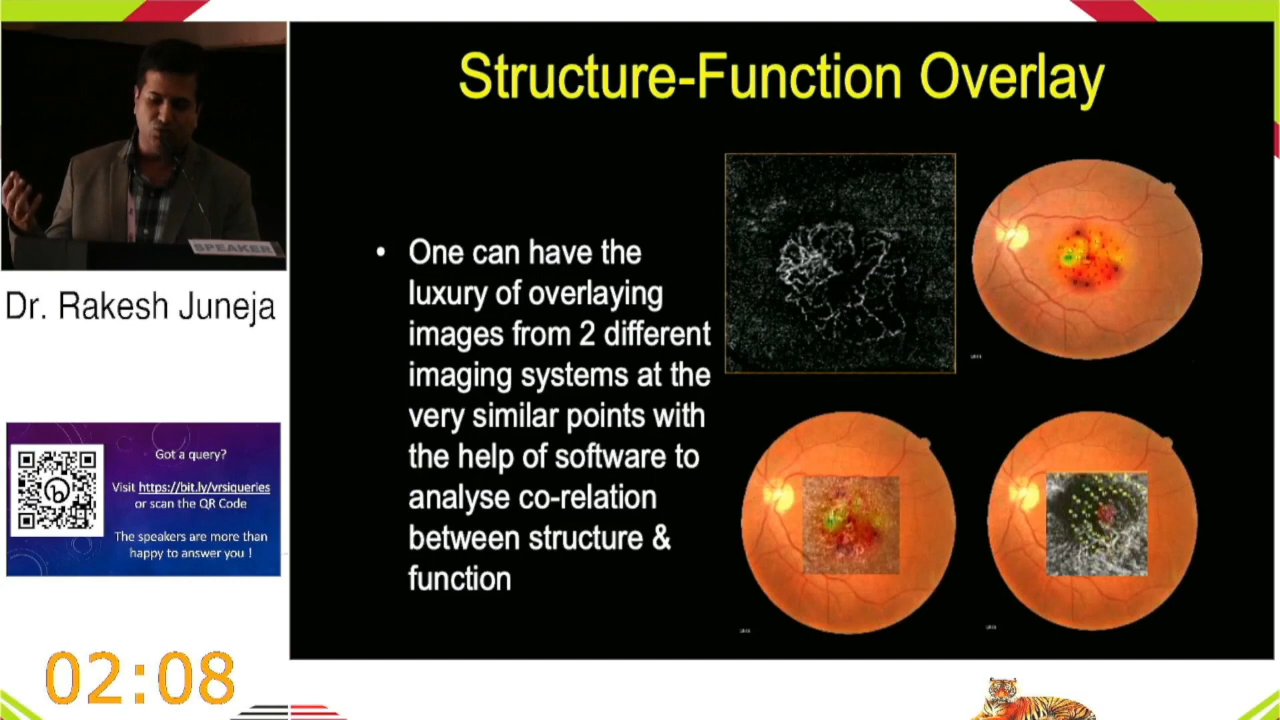 Structure-Function Overlay
SPEAKER
Dr. Rakesh Juneja
• One can have the
luxury of overlaying
images from 2 different
imaging systems at the
very similar points with
the help of software to
analyse co-relation
between structure &
function
Got a query?
Visit https://bit.ly/vrsiqueries
or scan the QR Code
The speakers are more than
happy to answer you !
02:08